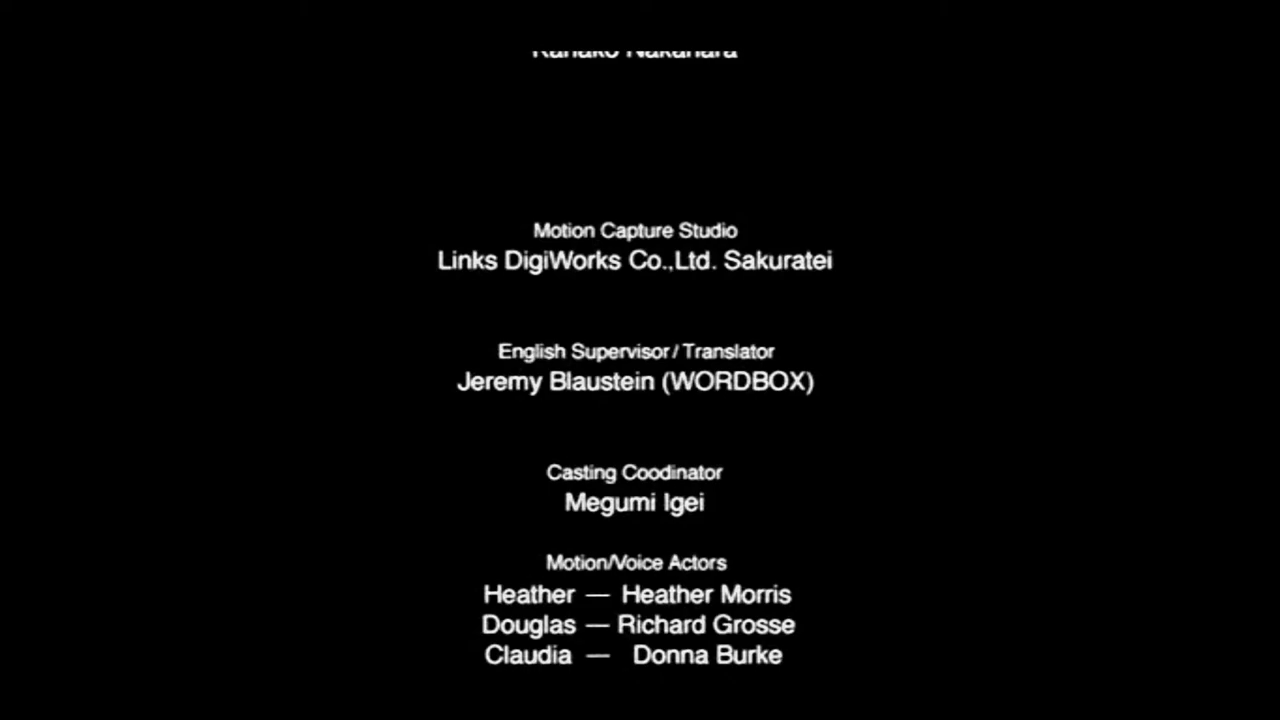 Motion Capture Studio
Links DigiWorks Co.,Ltd. Sakuratei
English Supervisor / Translator
Jeremy Blaustein (WORDBOX)
Casting Coodinator
Megumi Igei
Motion/Voice Actors
Heather — Heather Morris
Douglas — Richard Grosse
Claudia — Donna Burke